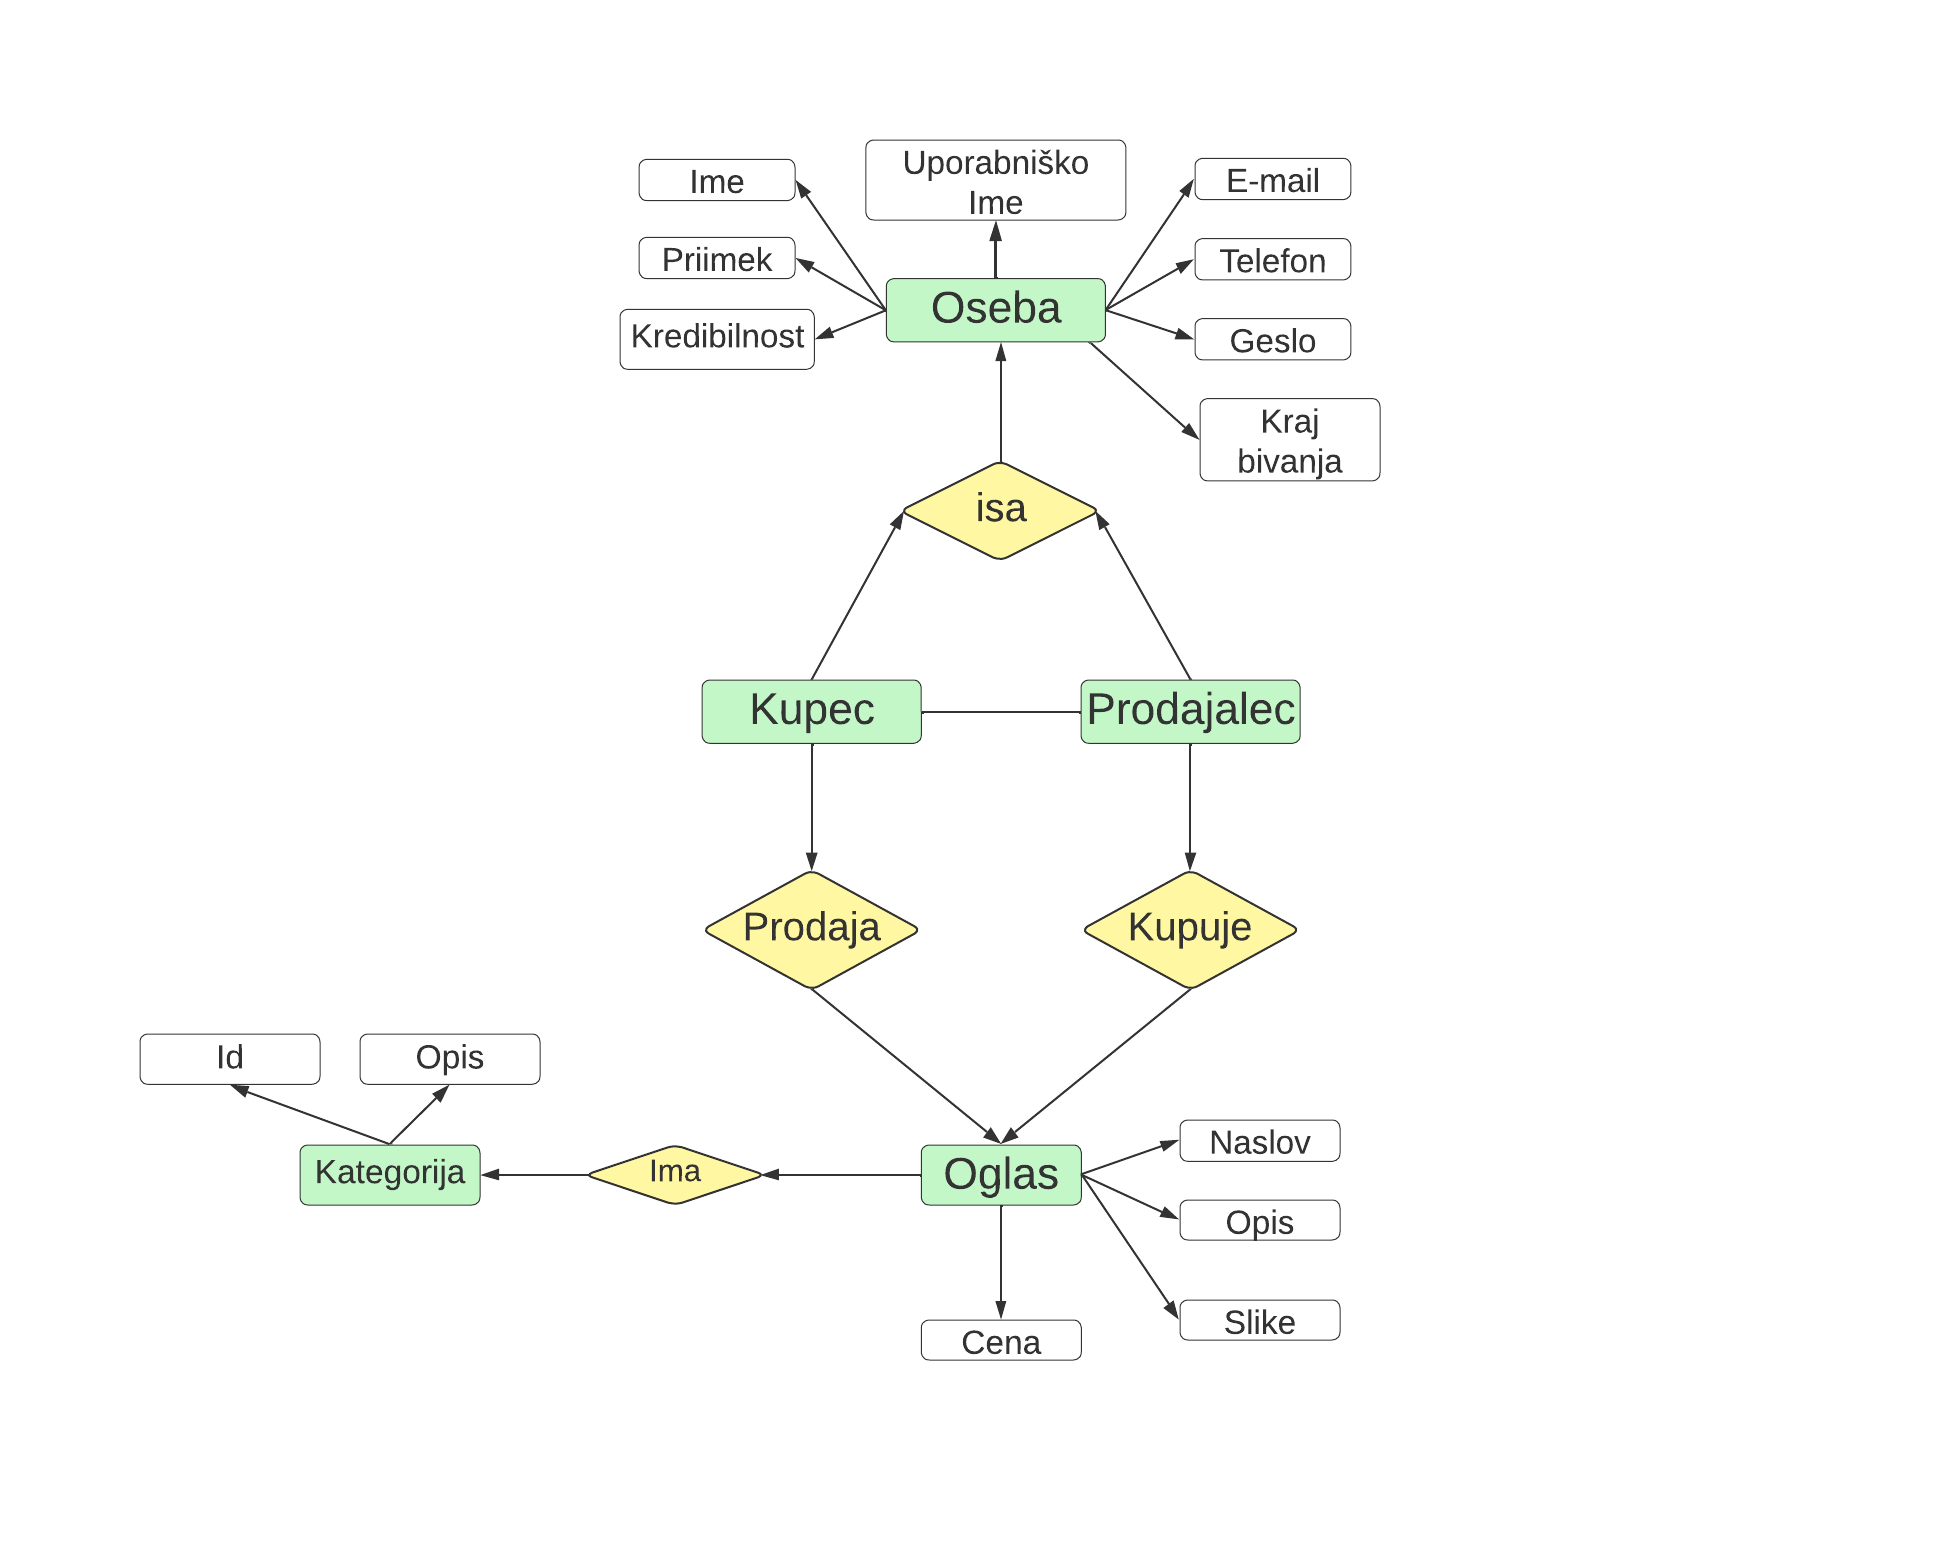 Ime
Uporabniško
Ime
E-mail
Priimek
Telefon
Oseba
Kredibilnost
Geslo
Kraj
bivanja
isa
Kupec
Prodajalec
Prodaja
Kupuje
Id
Opis
Kategorija
Ima
Oglas
Naslov
Opis
Slike
Cena